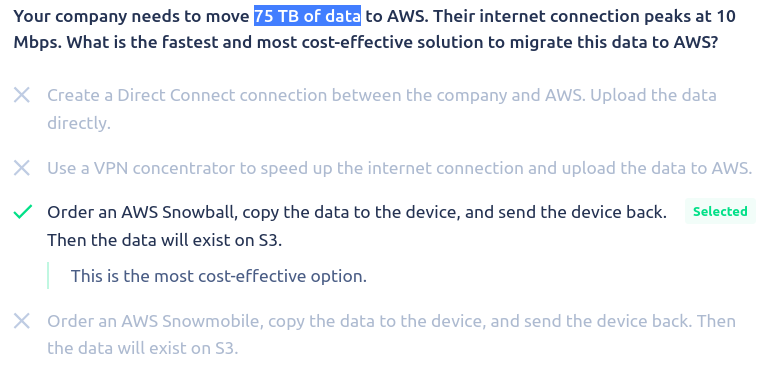 Your company needs to move 75 TB of data to AWS. Their internet connection peaks at 10
Mbps. What is the fastest and most cost-effective solution to migrate this data to AWS?
Create a Direct Connect connection between the company and AWS. Upload the data
directly.
Use a VPN concentrator to speed up the internet connection and upload the data to AWS.
Order an AWS Snowball, copy the data to the device, and send the device back. Selected
Then the data will exist on S3.
This is the most cost-effective option.
Order an AWS Snowmobile, copy the data to the device, and send the device back. Then
the data will exist on S3.